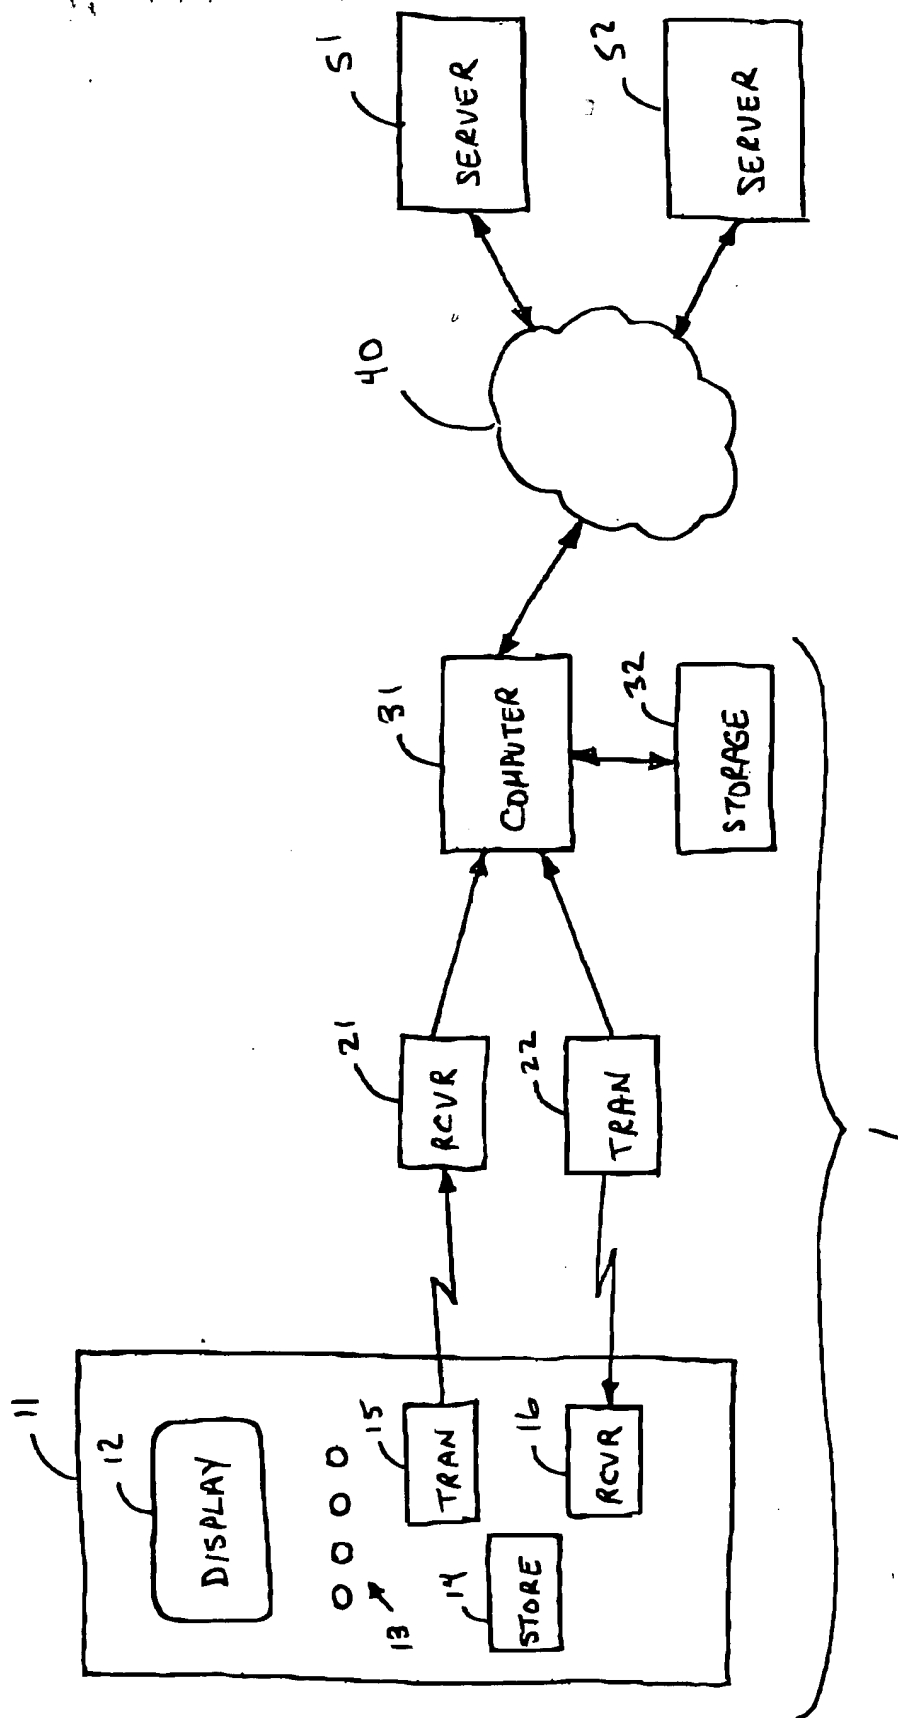 11
12
DISPLAY
13
14
STORE
15
TRAN
16
RCVR
21
RCVR
22
TRAN
31
COMPUTER
32
STORAGE
40
51
SERVER
52
SERVER
1